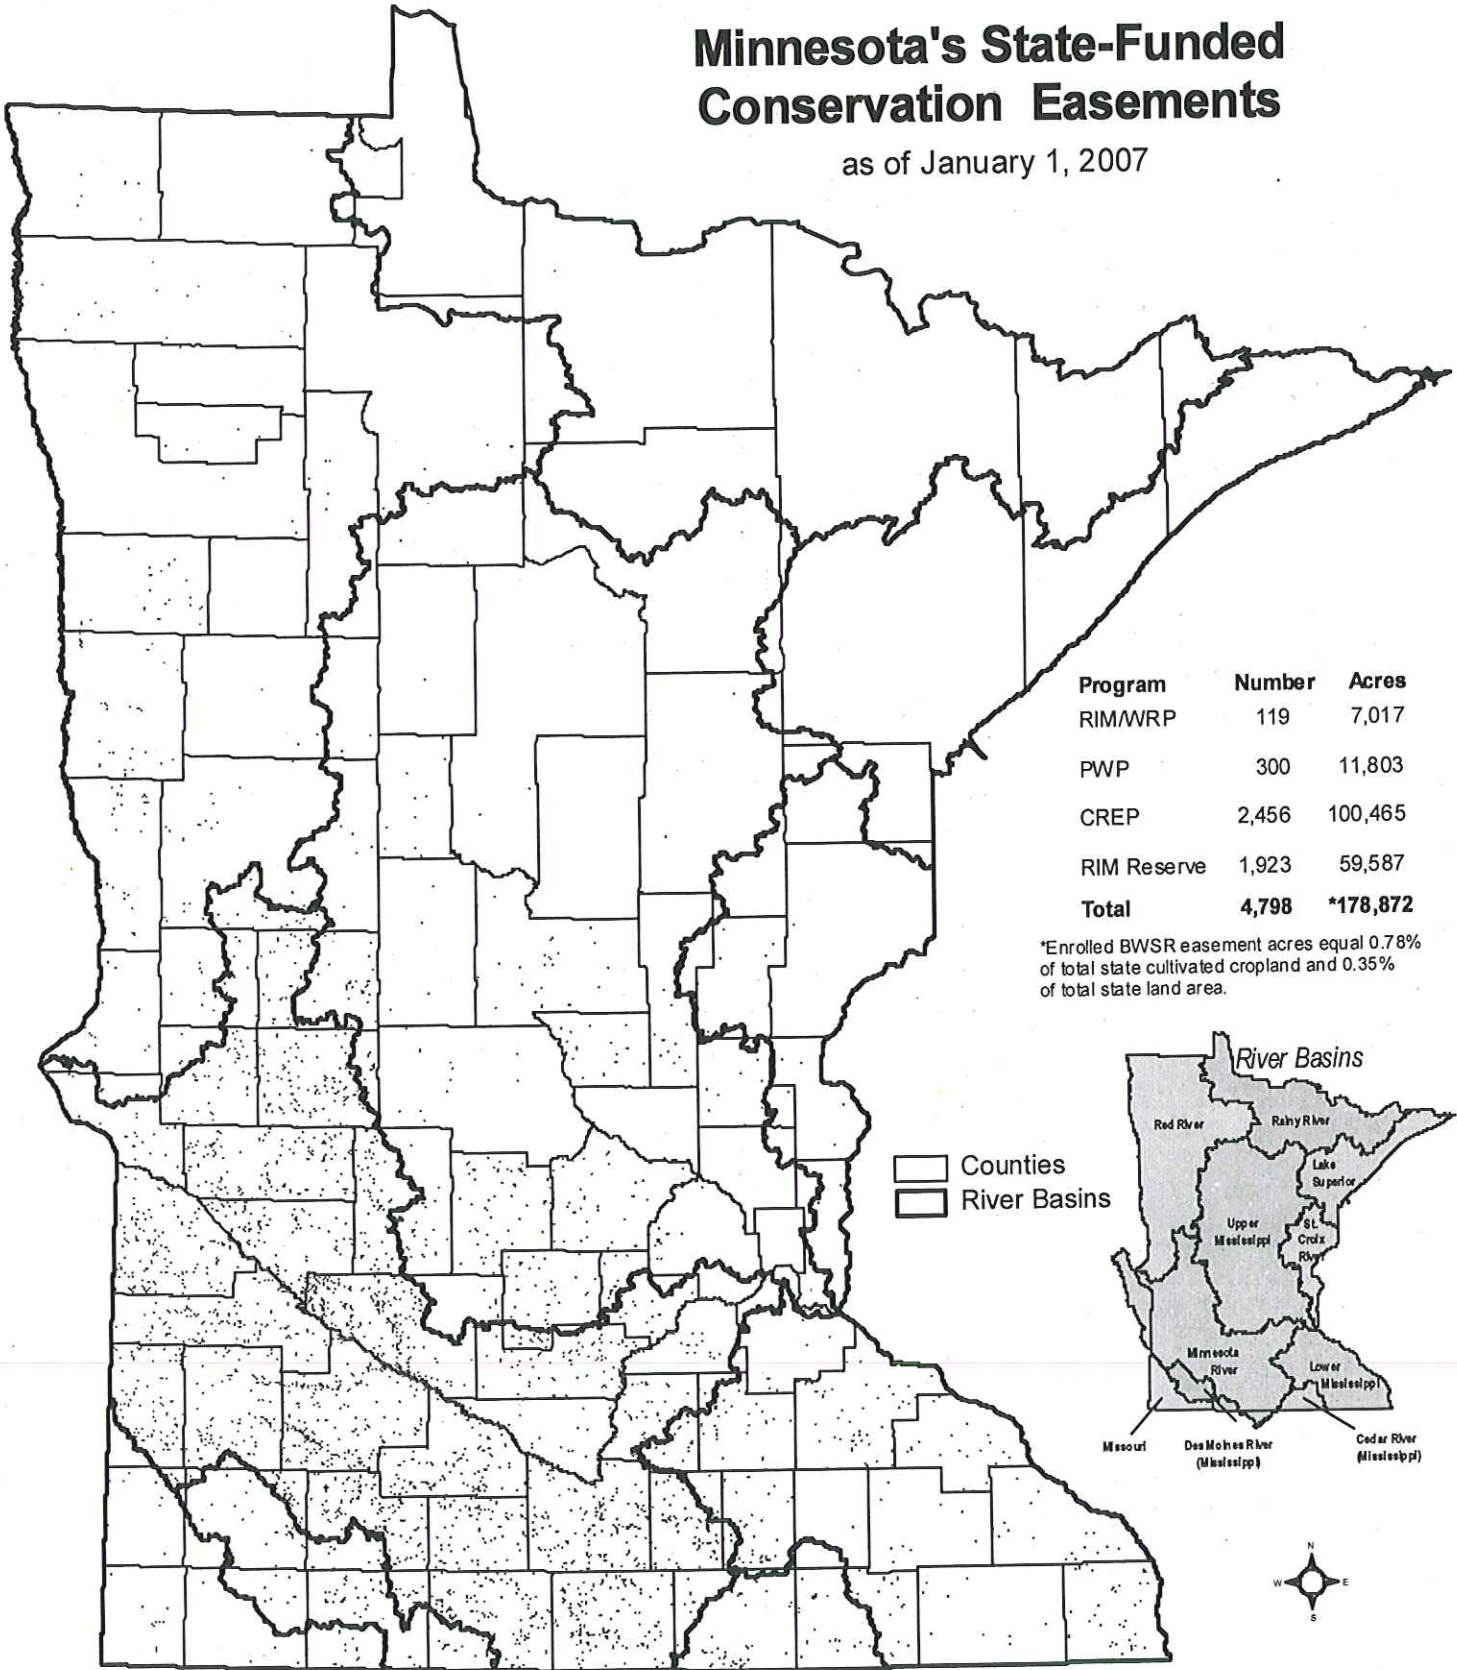 Minnesota's State-Funded
Conservation Easements
as of January 1, 2007
Program Number Acres
RIM/WRP 119 7,017
PWP 300 11,803
CREP 2,456 100,465
RIM Reserve 1,923 59,587
Total 4,798 *178,872
*Enrolled BWSR easement acres equal 0.78%
of total state cultivated cropland and 0.35%
of total state land area.
Counties
River Basins
River Basins
Red River
Rainy River
Lake
Superior
Upper
Mississippi
St.
Croix
River
Minnesota
River
Lower
Mississippi
Missouri
Des Moines River
(Mississippi)
Cedar River
(Mississippi)
N
W E
S